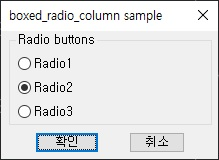 boxed_radio_column sample
Radio buttons
Radio1
Radio2
Radio3
확인 취소